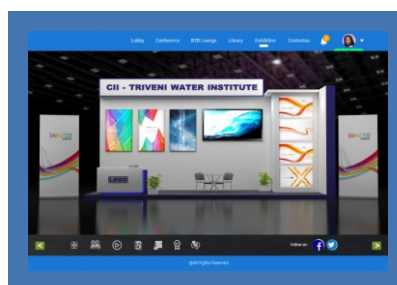 Lobby Conference B2B Lounge Library Exhibition Contactus
CII - TRIVENI WATER INSTITUTE
LOGO
Follow us :
@All Rights Reserved